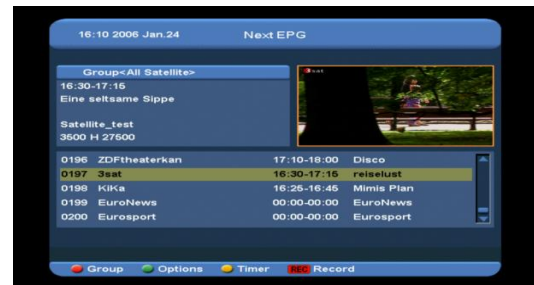 16:10 2006 Jan.24 Next EPG
Group<All Satellite>
16:30-17:15
Eine seltsame Sippe
Satellite_test
3500 H 27500
3sat
0196 ZDFtheaterkan 17:10-18:00 Disco
0197 3sat 16:30-17:15 reiselust
0198 KiKa 16:25-16:45 Mimis Plan
0199 EuroNews 00:00-00:00 EuroNews
0200 Eurosport 00:00-00:00 Eurosport
Group Options Timer REC Record